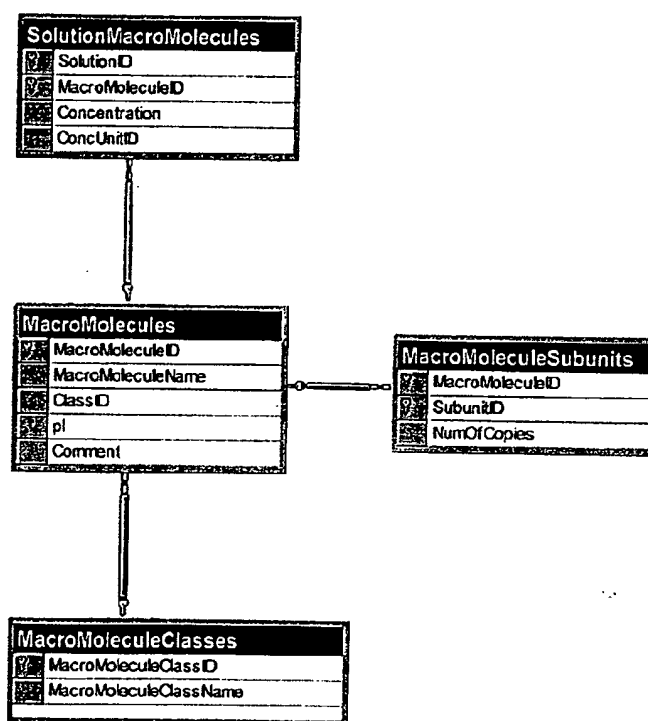 SolutionMacroMolecules
SolutionID
MacroMoleculeID
Concentration
ConcUnitID
MacroMolecules
MacroMoleculeID
MacroMoleculeName
ClassID
pI
Comment
MacroMoleculeSubunits
MacroMoleculeID
SubunitID
NumOfCopies
MacroMoleculeClasses
MacroMoleculeClassID
MacroMoleculeClassName